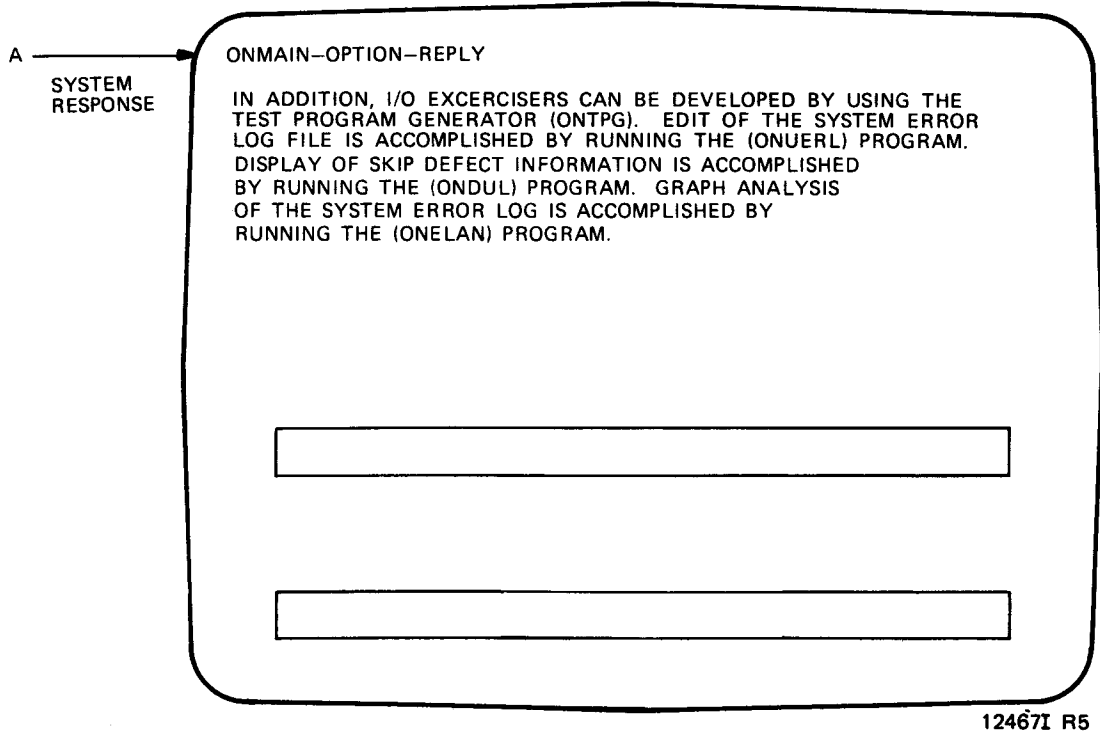 A
SYSTEM
RESPONSE
ONMAIN–OPTION–REPLY
IN ADDITION, I/O EXCERCISERS CAN BE DEVELOPED BY USING THE
TEST PROGRAM GENERATOR (ONTPG). EDIT OF THE SYSTEM ERROR
LOG FILE IS ACCOMPLISHED BY RUNNING THE (ONUERL) PROGRAM.
DISPLAY OF SKIP DEFECT INFORMATION IS ACCOMPLISHED
BY RUNNING THE (ONDUL) PROGRAM. GRAPH ANALYSIS
OF THE SYSTEM ERROR LOG IS ACCOMPLISHED BY
RUNNING THE (ONELAN) PROGRAM.
12467I R5